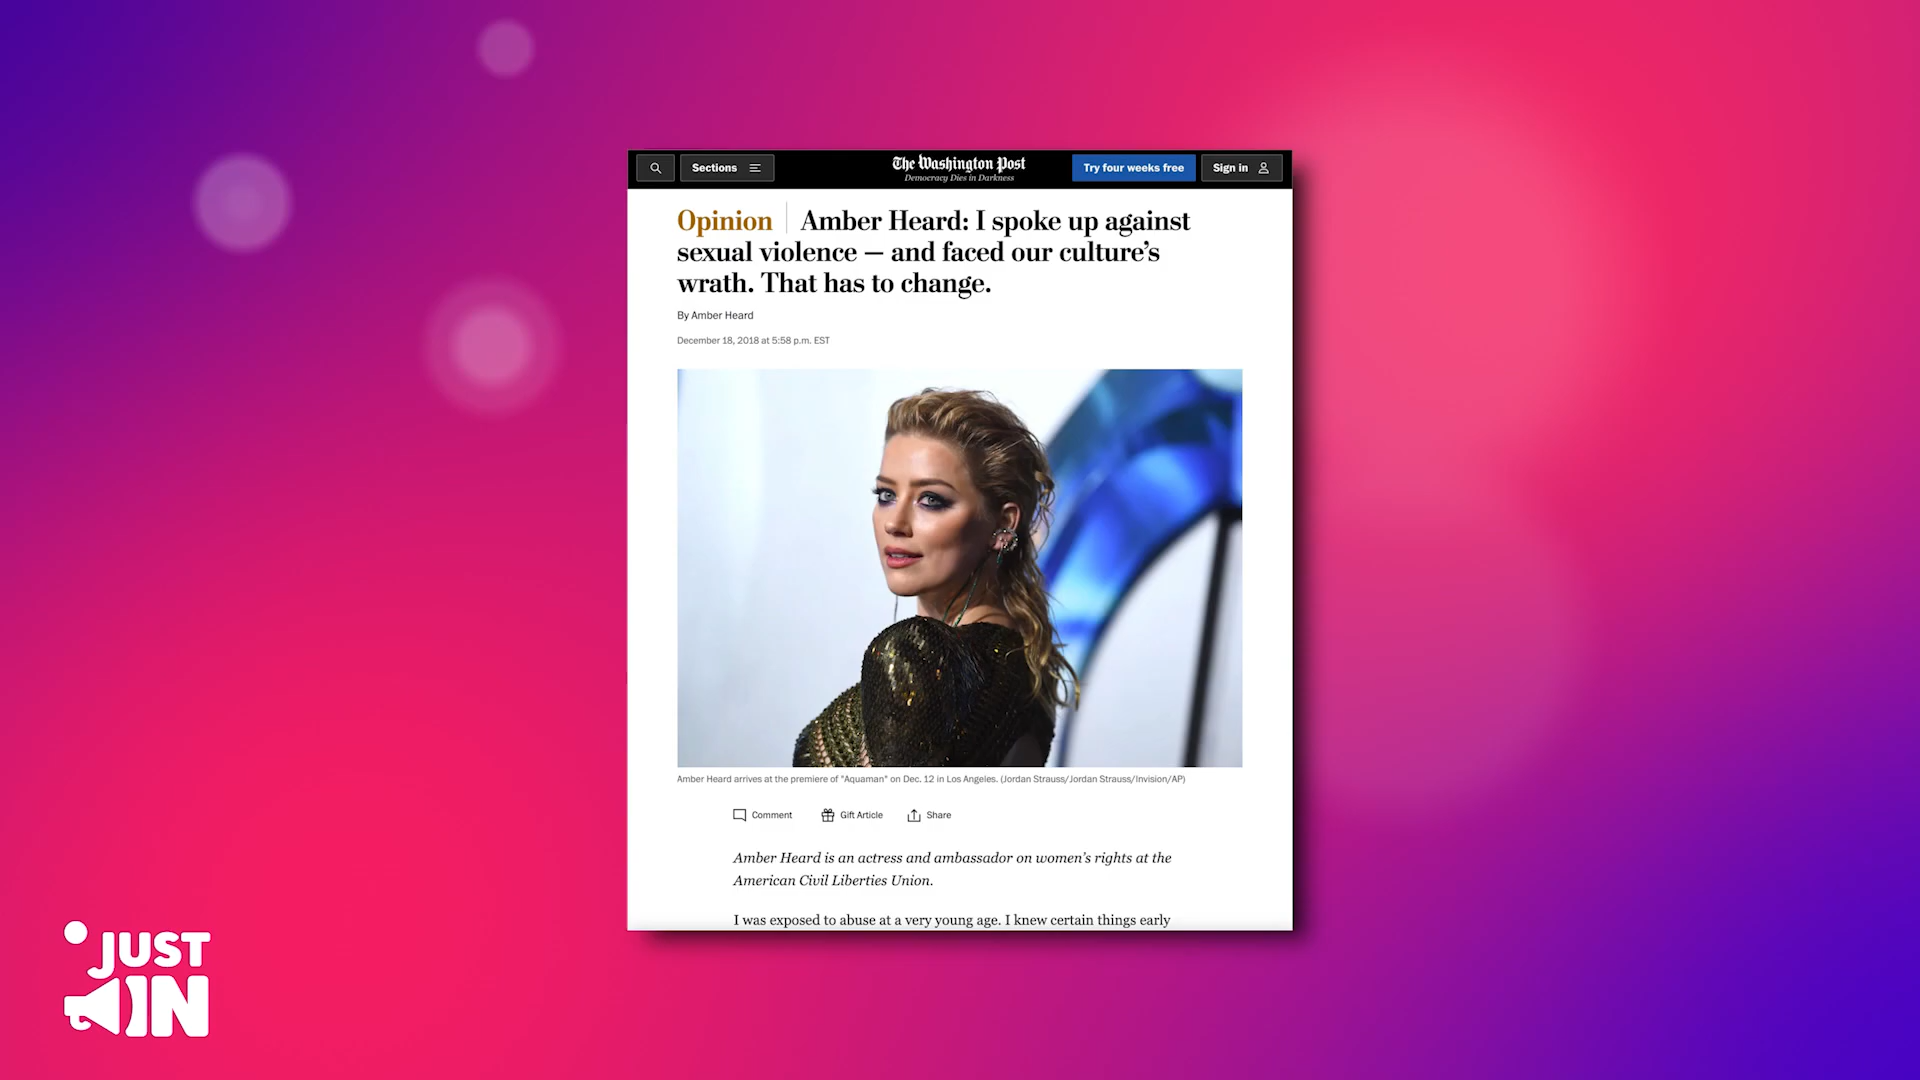 Sections
The Washington Post
Democracy Dies in Darkness
Try four weeks free
Sign in
Opinion Amber Heard: I spoke up against
sexual violence — and faced our culture’s
wrath. That has to change.
By Amber Heard
December 18, 2018 at 5:58 p.m. EST
Amber Heard arrives at the premiere of "Aquaman" on Dec. 12 in Los Angeles. (Jordan Strauss/Jordan Strauss/Invision/AP)
Comment
Gift Article
Share
Amber Heard is an actress and ambassador on women’s rights at the
American Civil Liberties Union.
I was exposed to abuse at a very young age. I knew certain things early
JUST
IN